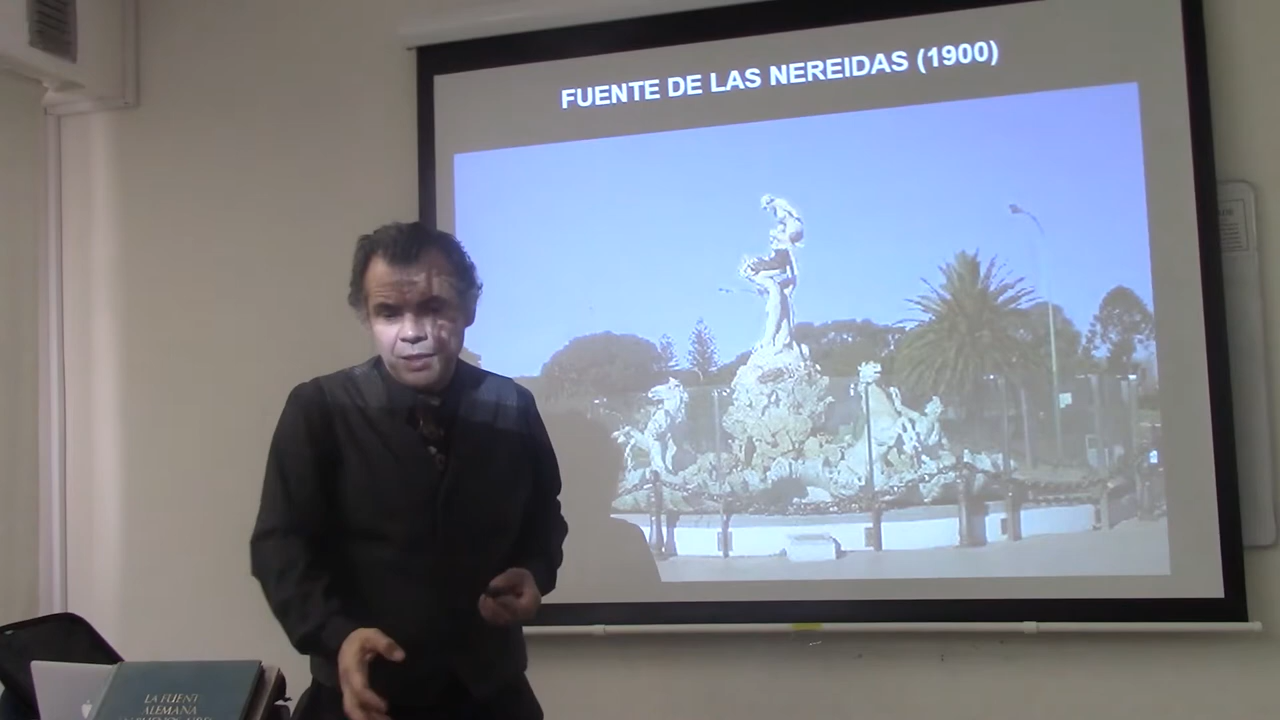 FUENTE DE LAS NEREIDAS (1900)
LA FUENT
ALEMANA